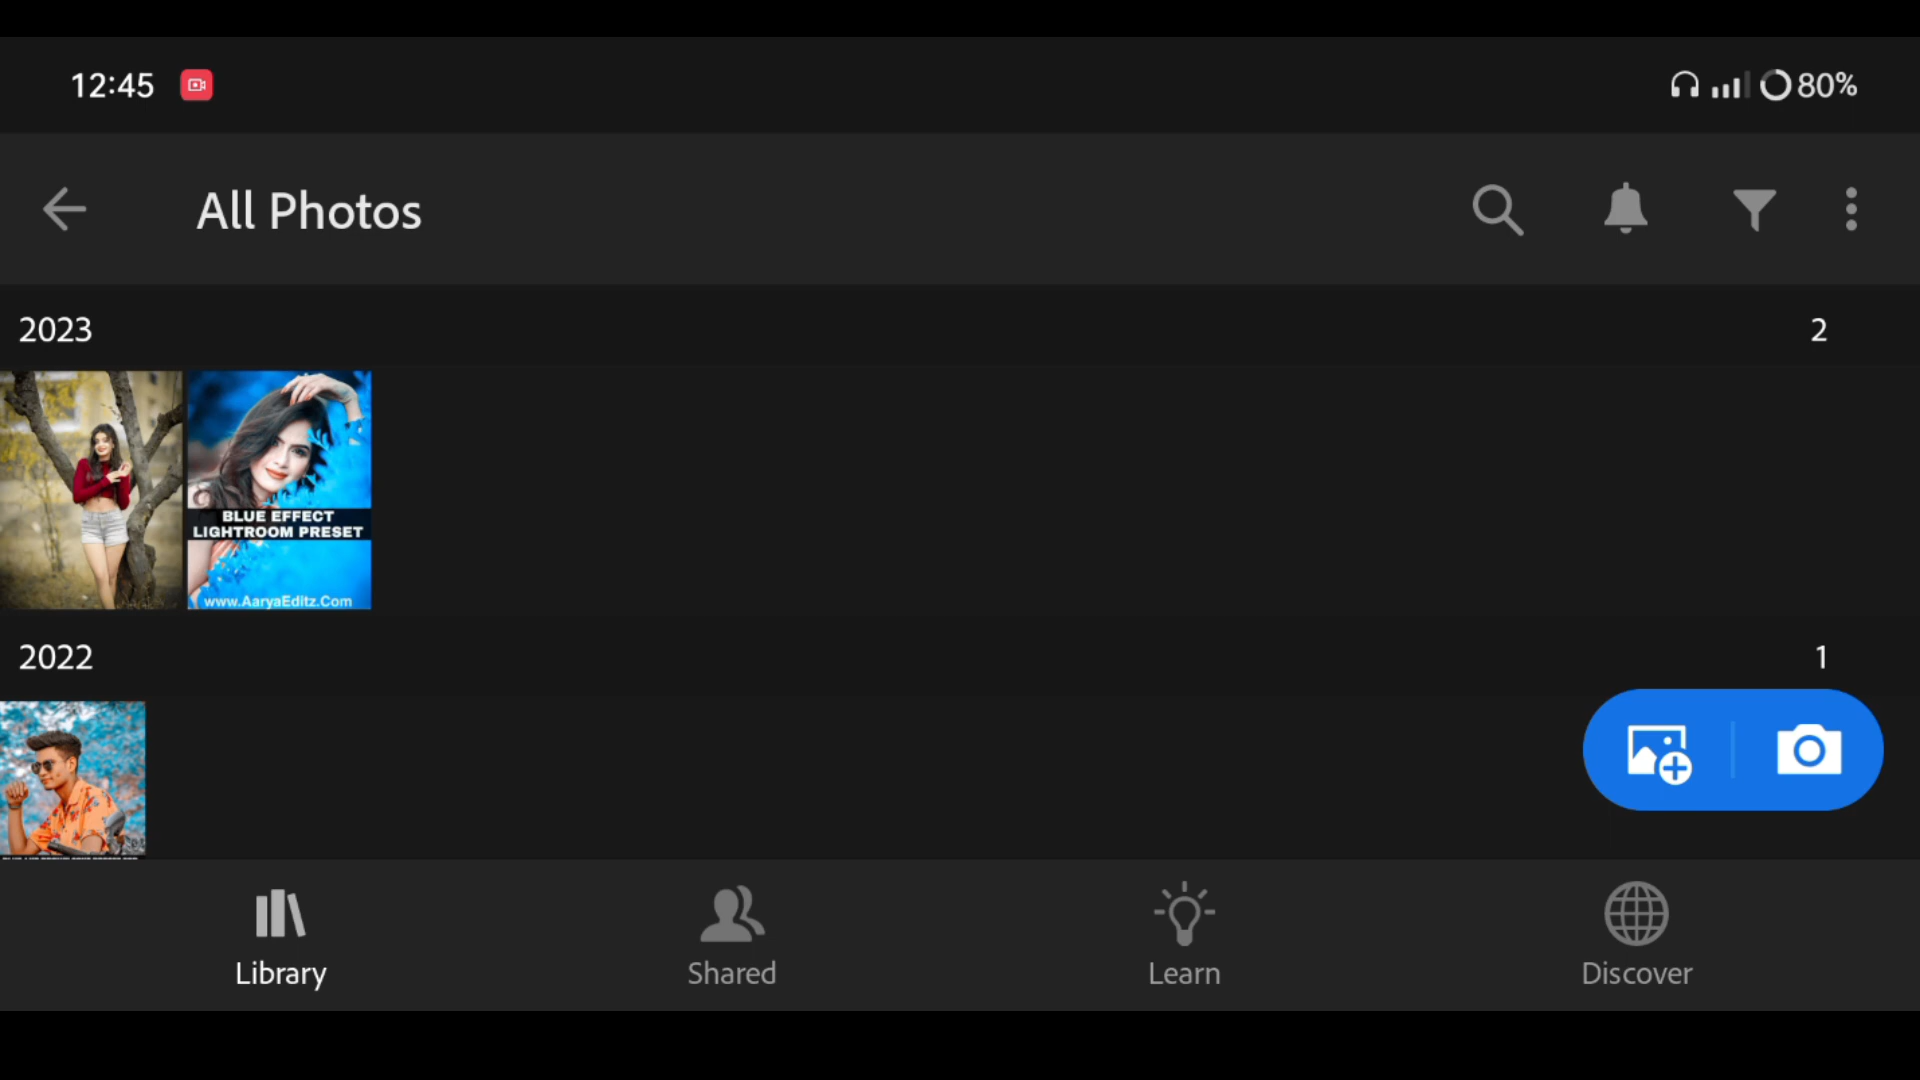 12:45
80%
All Photos
2023
2
BLUE EFFECT
LIGHTROOM PRESET
www.AaryaEditz.Com
2022
1
Library
Shared
Learn
Discover